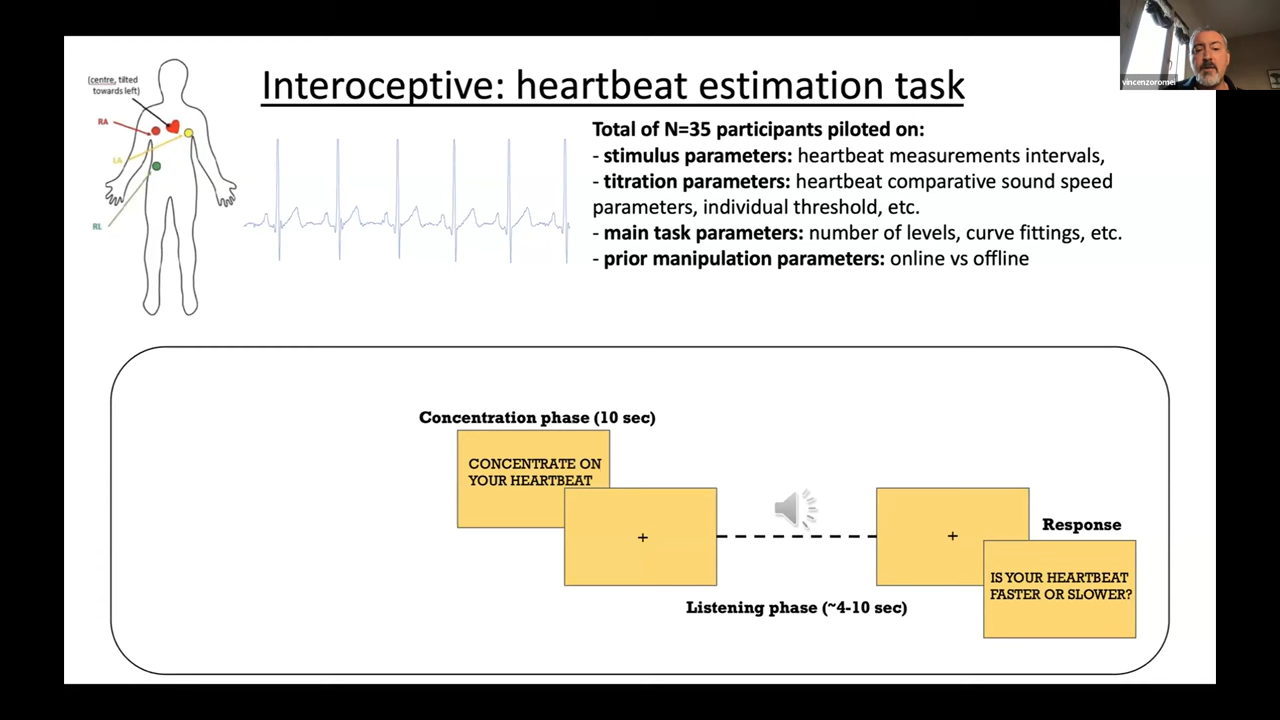 (centre, tilted
towards left)
RA
LA
RL
Interoceptive: heartbeat estimation task
Total of N=35 participants piloted on:
- stimulus parameters: heartbeat measurements intervals,
- titration parameters: heartbeat comparative sound speed
parameters, individual threshold, etc.
- main task parameters: number of levels, curve fittings, etc.
- prior manipulation parameters: online vs offline
vincenzoromei
Concentration phase (10 sec)
CONCENTRATE ON
YOUR HEARTBEAT
+
Listening phase (~4-10 sec)
+
Response
IS YOUR HEARTBEAT
FASTER OR SLOWER?